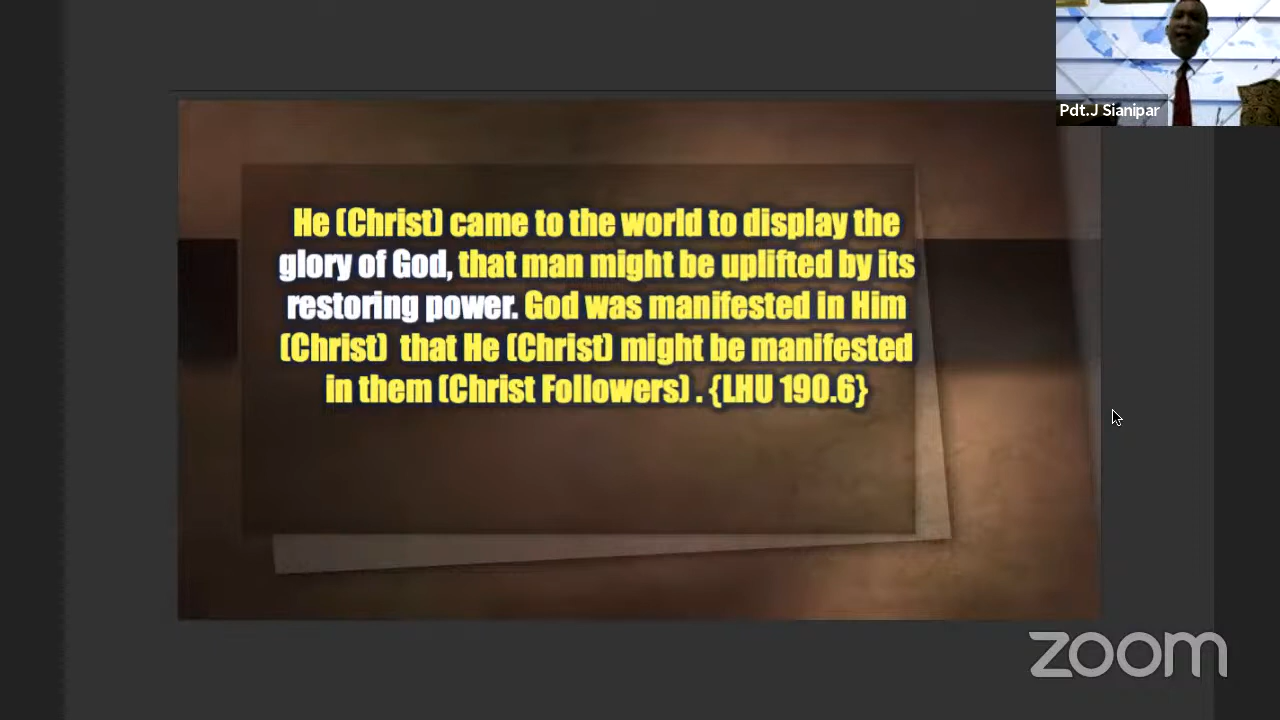 Pdt.J Sianipar
He (Christ) came to the world to display the
glory of God, that man might be uplifted by its
restoring power. God was manifested in Him
(Christ) that He (Christ) might be manifested
in them (Christ Followers) . {LHU 190.6}
zoom